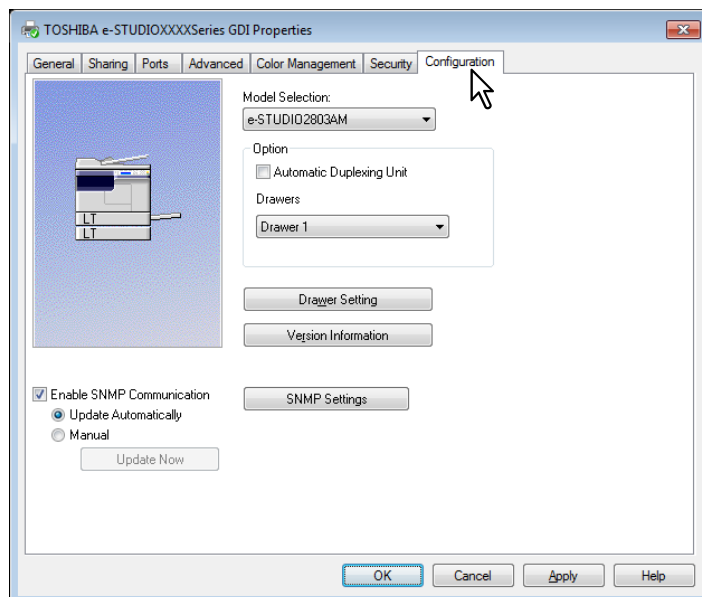 TOSHIBA e-STUDIOXXXXSeries GDI Properties
General Sharing Ports Advanced Color Management Security Configuration
Model Selection:
e-STUDIO2803AM
Option
Automatic Duplexing Unit
Drawers
Drawer 1
LT
LT
Drawer Setting
Version Information
Enable SNMP Communication
SNMP Settings
Update Automatically
Manual
Update Now
OK Cancel Apply Help